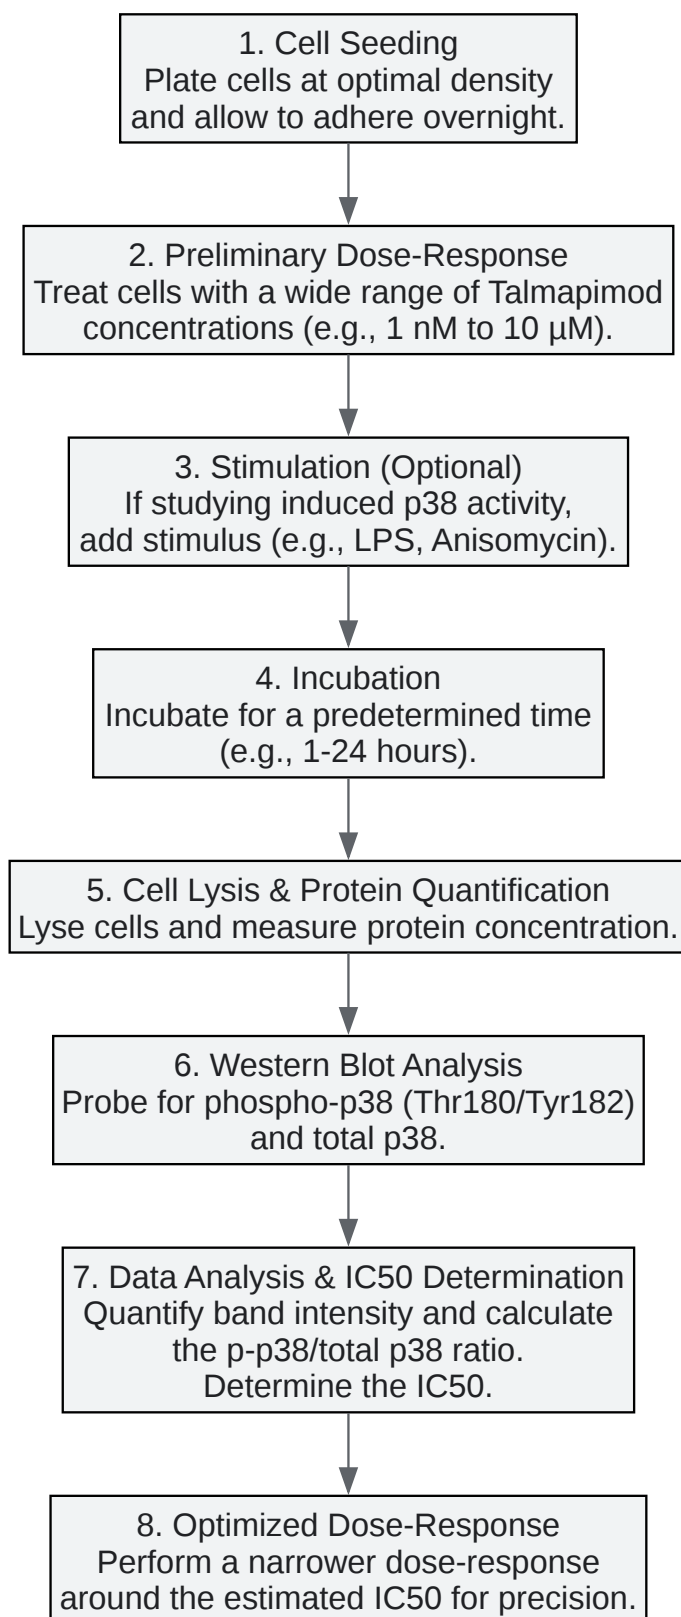 1. Cell Seeding
Plate cells at optimal density
and allow to adhere overnight.
2. Preliminary Dose-Response
Treat cells with a wide range of Talmapimod
concentrations (e.g., 1 nM to 10 µM).
3. Stimulation (Optional)
If studying induced p38 activity,
add stimulus (e.g., LPS, Anisomycin).
4. Incubation
Incubate for a predetermined time
(e.g., 1-24 hours).
5. Cell Lysis & Protein Quantification
Lyse cells and measure protein concentration.
6. Western Blot Analysis
Probe for phospho-p38 (Thr180/Tyr182)
and total p38.
7. Data Analysis & IC50 Determination
Quantify band intensity and calculate
the p-p38/total p38 ratio.
Determine the IC50.
8. Optimized Dose-Response
Perform a narrower dose-response
around the estimated IC50 for precision.